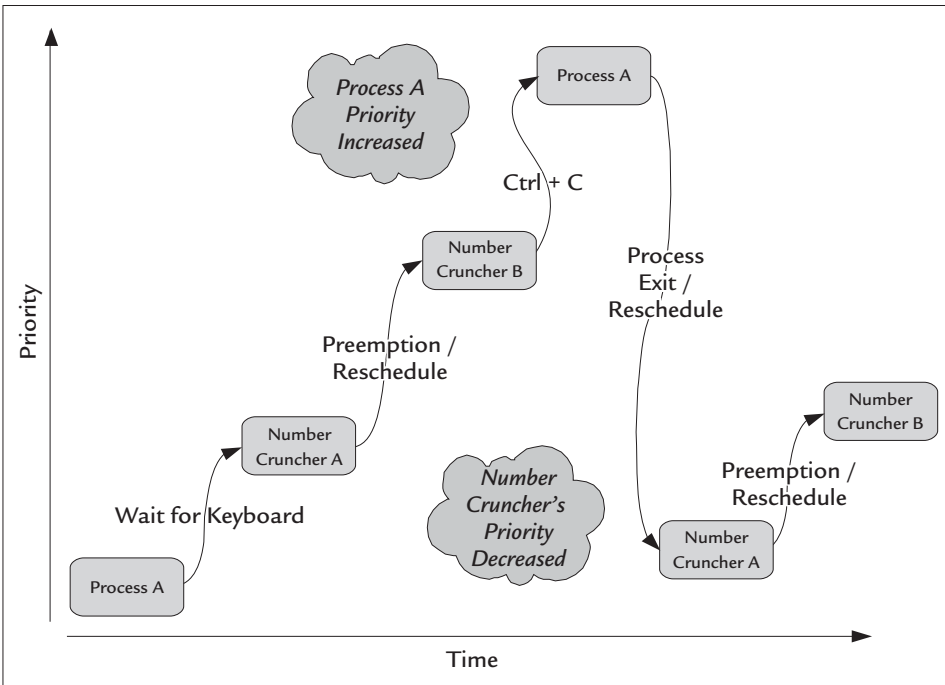 Process A
Priority
Increased
Process A
Ctrl + C
Number
Cruncher B
Process
Exit /
Reschedule
Priority
Preemption /
Reschedule
Number
Cruncher A
Number
Cruncher B
Number
Cruncher's
Priority
Decreased
Preemption /
Reschedule
Wait for Keyboard
Number
Cruncher A
Process A
Time